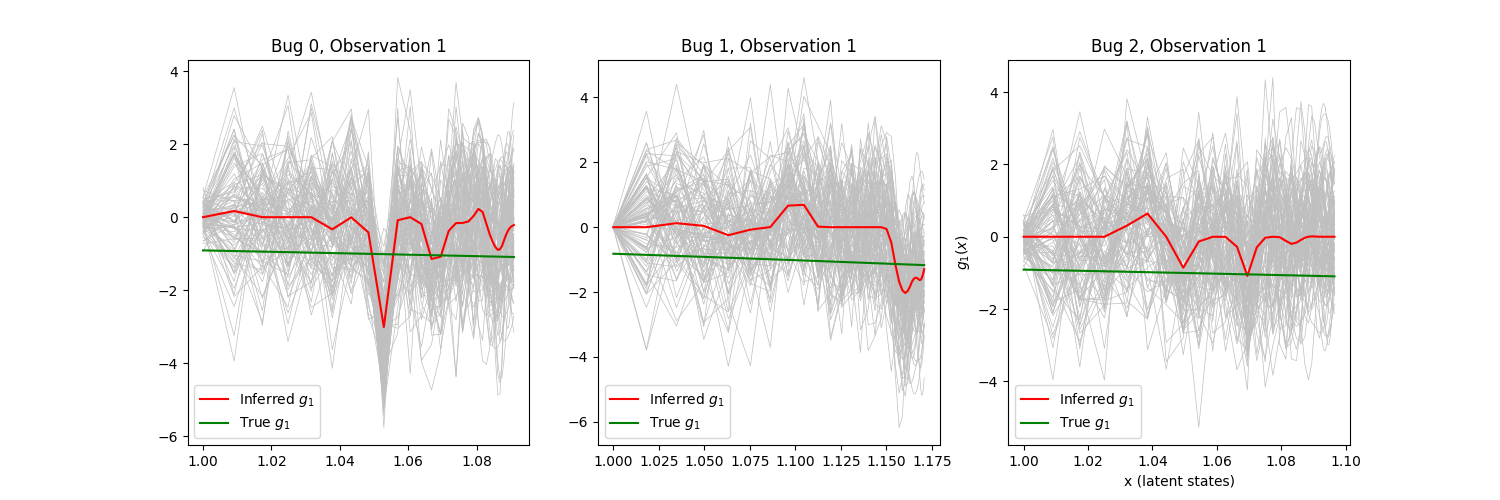 Bug 0, Observation 1
4
2
0
−2
−4
−6
1.00 1.02 1.04 1.06 1.08
Inferred g₁
True g₁
Bug 1, Observation 1
4
2
0
−2
−4
−6
1.000 1.025 1.050 1.075 1.100 1.125 1.150 1.175
Inferred g₁
True g₁
Bug 2, Observation 1
g₁(x)
4
2
0
−2
−4
1.00 1.02 1.04 1.06 1.08 1.10
x (latent states)
Inferred g₁
True g₁